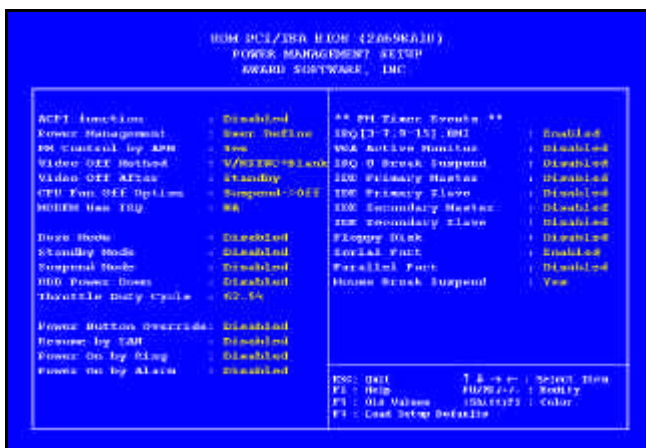 ROM PCI/ISA BIOS (2A69KA1U)
POWER MANAGEMENT SETUP
AWARD SOFTWARE, INC
ACPI function : Disabled
Power Management : User Define
PM Control by APM : Yes
Video Off Method : V/H SYNC+Blank
Video Off After : Standby
CPU Fan Off Option : Suspend->Off
MODEM Use IRQ : NA
Doze Mode : Disabled
Standby Mode : Disabled
Suspend Mode : Disabled
HDD Power Down : Disabled
Throttle Duty Cycle : 62.5%
Power Button Override: Disabled
Resume by LAN : Disabled
Power On by Ring : Disabled
Power On by Alarm : Disabled
** PM Timer Events **
IRQ[3-7,9-15],NMI : Enabled
VGA Active Monitor : Disabled
IRQ 8 Break Suspend : Disabled
IDE Primary Master : Disabled
IDE Primary Slave : Disabled
IDE Secondary Master : Disabled
IDE Secondary Slave : Disabled
Floppy Disk : Disabled
Serial Port : Enabled
Parallel Port : Disabled
Mouse Break Suspend : Yes
ESC: Quit ↑ ↓ → ← : Select Item
F1 : Help PU/PD/+/- : Modify
F5 : Old Values (Shift)F2 : Color
F7 : Load Setup Defaults